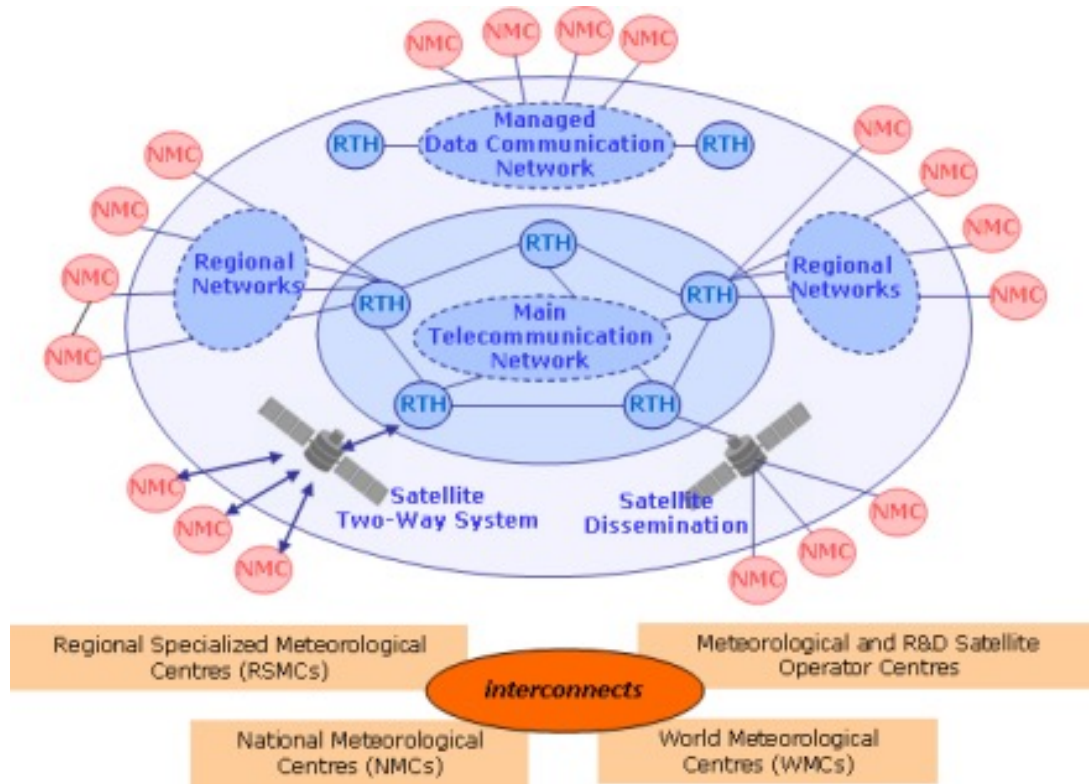 NMC
NMC
NMC
NMC
NMC
NMC
NMC
NMC
NMC
NMC
NMC
NMC
NMC
RTH
Managed
Data Communication
Network
RTH
RTH
Regional
Networks
RTH
RTH
Regional
Networks
Main
Telecommunication
Network
RTH
RTH
NMC
NMC
NMC
Satellite
Two-Way System
Satellite
Dissemination
NMC
NMC
NMC
Regional Specialized Meteorological
Centres (RSMCs)
Meteorological and R&D Satellite
Operator Centres
interconnects
National Meteorological
Centres (NMCs)
World Meteorological
Centres (WMCs)